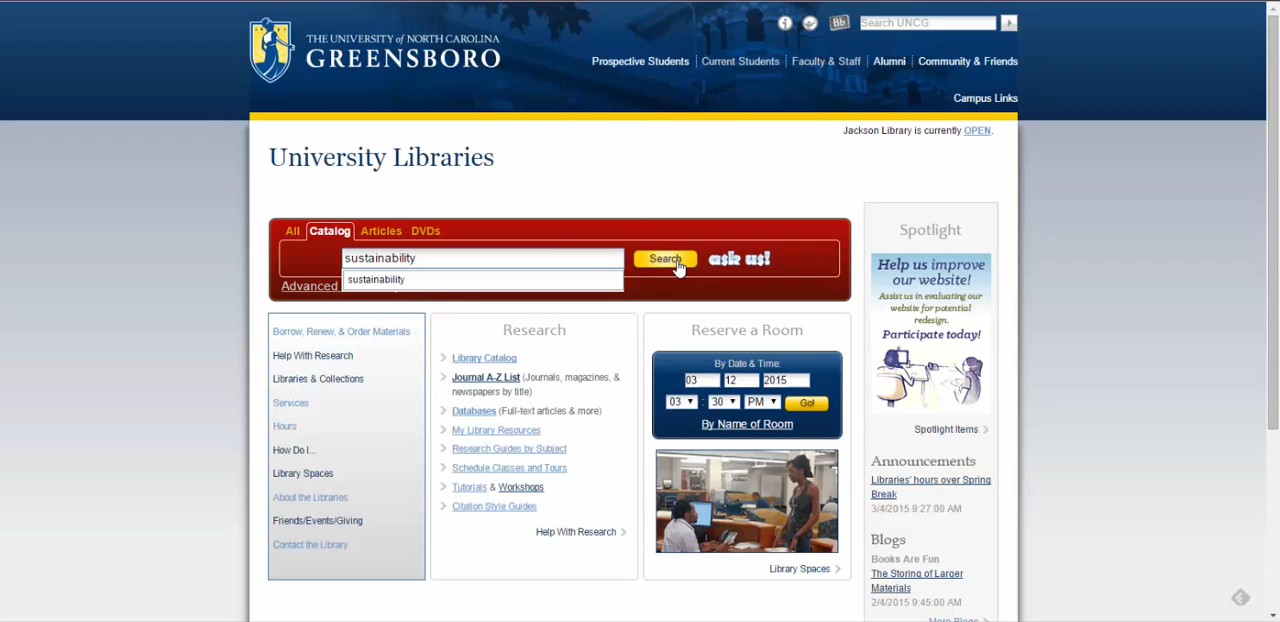 THE UNIVERSITY of NORTH CAROLINA
GREENSBORO
Bb
Search UNCG
Prospective Students
Current Students
Faculty & Staff
Alumni
Community & Friends
Campus Links
Jackson Library is currently OPEN.
University Libraries
All
Catalog
Articles
DVDs
sustainability
Search
ask us!
sustainability
Advanced
Borrow, Renew, & Order Materials
Help With Research
Libraries & Collections
Services
Hours
How Do I...
Library Spaces
About the Libraries
Friends/Events/Giving
Contact the Library
Research
Library Catalog
Journal A-Z List (Journals, magazines, &
newspapers by title)
Databases (Full-text articles & more)
My Library Resources
Research Guides by Subject
Schedule Classes and Tours
Tutorials & Workshops
Citation Style Guides
Help With Research
Reserve a Room
By Date & Time:
03 12 2015
03 : 30 PM Go!
By Name of Room
Library Spaces
Spotlight
Help us improve
our website!
Assist us in evaluating our
website for potential
redesign.
Participate today!
Spotlight Items
Announcements
Libraries' hours over Spring
Break
3/4/2015 9:27:00 AM
Blogs
Books Are Fun
The Storing of Larger
Materials
2/4/2015 9:45:00 AM
More Blogs